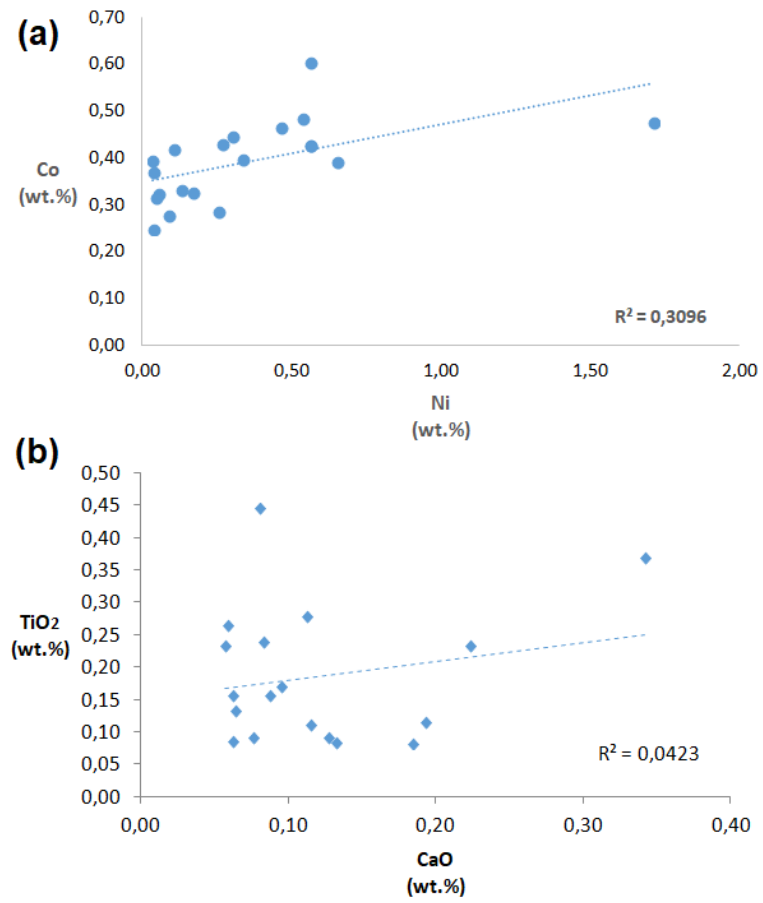 (a)
0,70
0,60
0,50
0,40
0,30
0,20
0,10
0,00
Co
(wt.%)
R² = 0,3096
0,00 0,50 1,00 1,50 2,00
Ni
(wt.%)
(b)
0,50
0,45
0,40
0,35
0,30
0,25
0,20
0,15
0,10
0,05
0,00
TiO2
(wt.%)
R² = 0,0423
0,00 0,10 0,20 0,30 0,40
CaO
(wt.%)